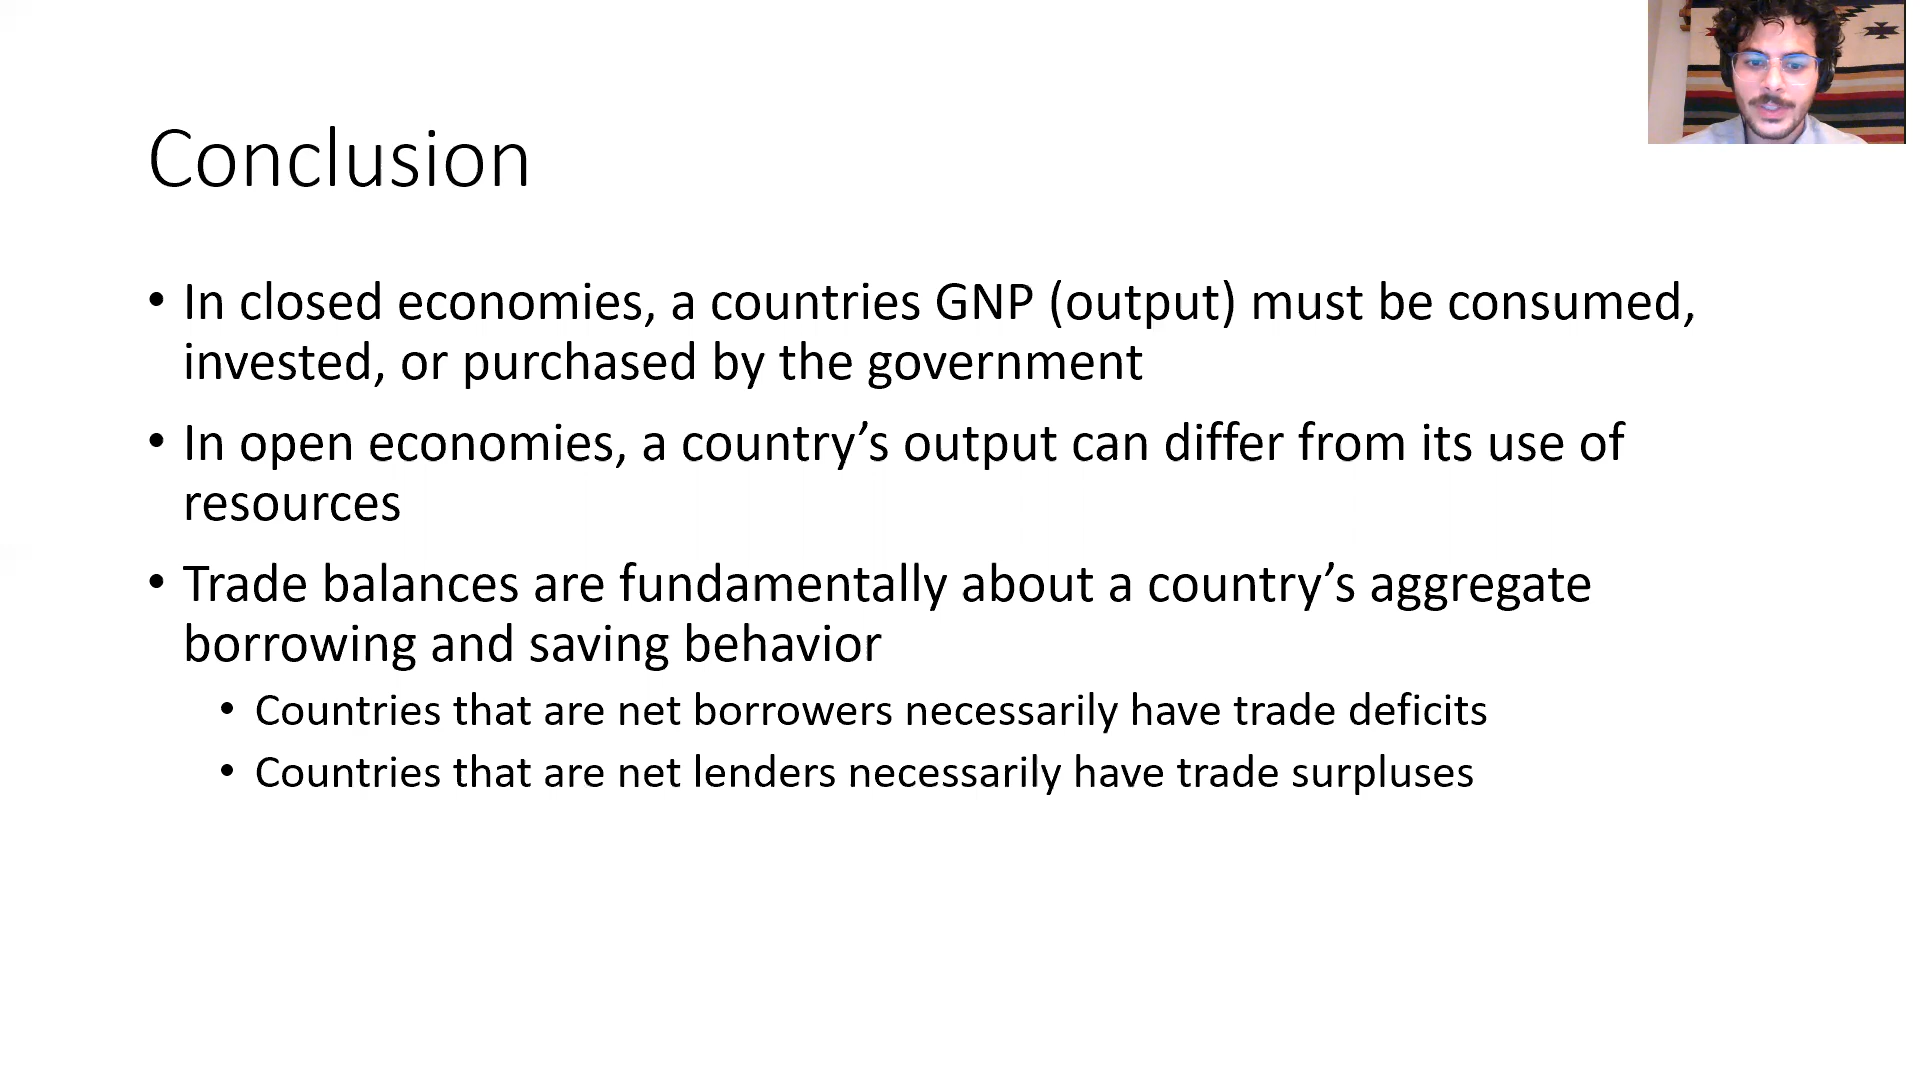 Conclusion
• In closed economies, a countries GNP (output) must be consumed,
invested, or purchased by the government
• In open economies, a country’s output can differ from its use of
resources
• Trade balances are fundamentally about a country’s aggregate
borrowing and saving behavior
• Countries that are net borrowers necessarily have trade deficits
• Countries that are net lenders necessarily have trade surpluses